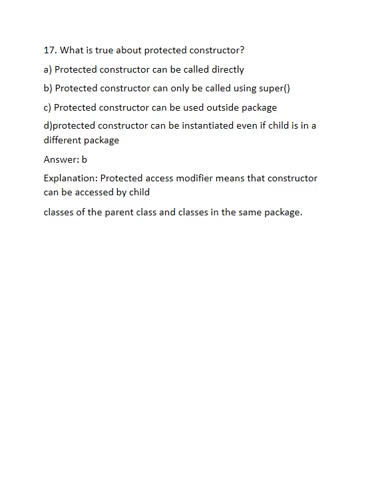 17. What is true about protected constructor?
a) Protected constructor can be called directly
b) Protected constructor can only be called using super()
c) Protected constructor can be used outside package
d)protected constructor can be instantiated even if child is in a
different package
Answer: b
Explanation: Protected access modifier means that constructor
can be accessed by child
classes of the parent class and classes in the same package.